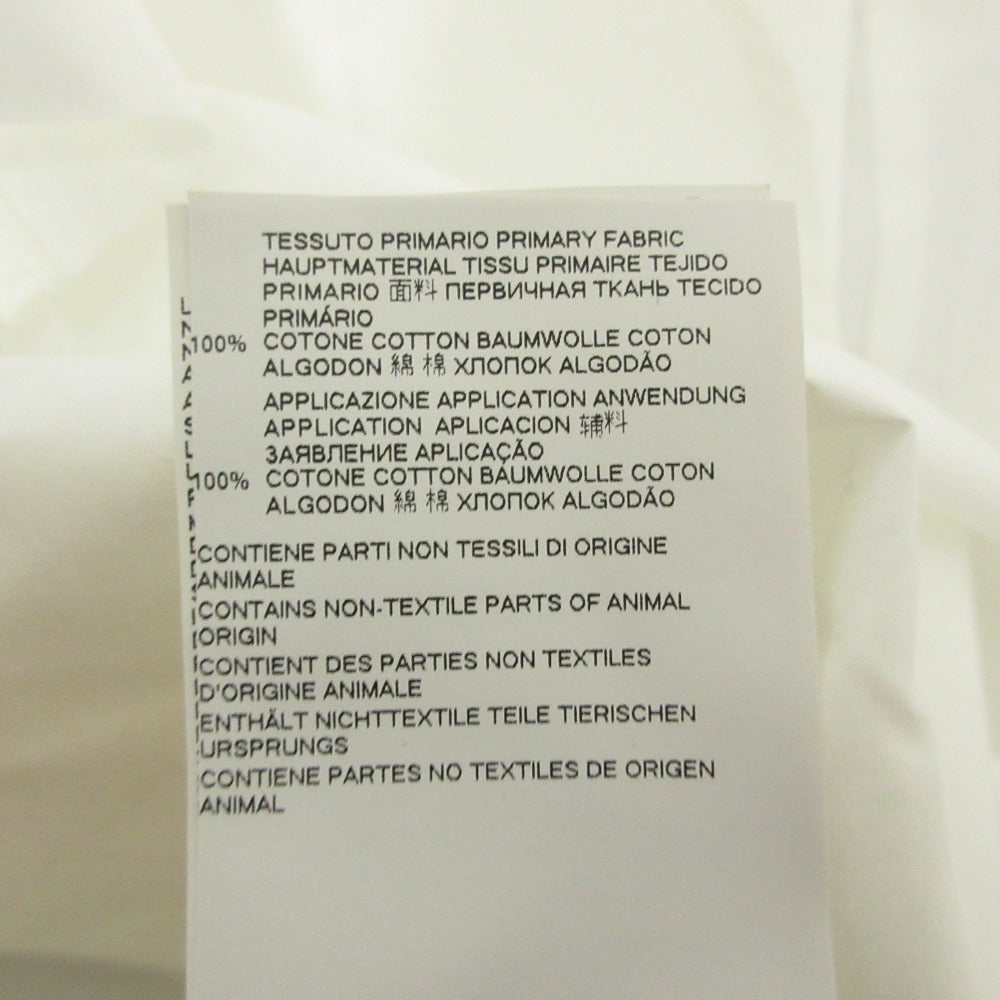 TESSUTO PRIMARIO PRIMARY FABRIC
HAUPTMATERIAL TISSU PRIMAIRE TEJIDO
PRIMARIO 面料 ПЕРВИЧНАЯ ТКАНЬ TECIDO
PRIMÁRIO
100% COTONE COTTON BAUMWOLLE COTON
ALGODON 綿 棉 ХЛОПОК ALGODÃO
APPLICAZIONE APPLICATION ANWENDUNG
APPLICATION APLICACION 辅料
ЗАЯВЛЕНИЕ APLICAÇÃO
100% COTONE COTTON BAUMWOLLE COTON
ALGODON 綿 棉 ХЛОПОК ALGODÃO
CONTIENE PARTI NON TESSILI DI ORIGINE
ANIMALE
CONTAINS NON-TEXTILE PARTS OF ANIMAL
ORIGIN
CONTIENT DES PARTIES NON TEXTILES
D'ORIGINE ANIMALE
ENTHÄLT NICHTTEXTILE TEILE TIERISCHEN
URSPRUNGS
CONTIENE PARTES NO TEXTILES DE ORIGEN
ANIMAL